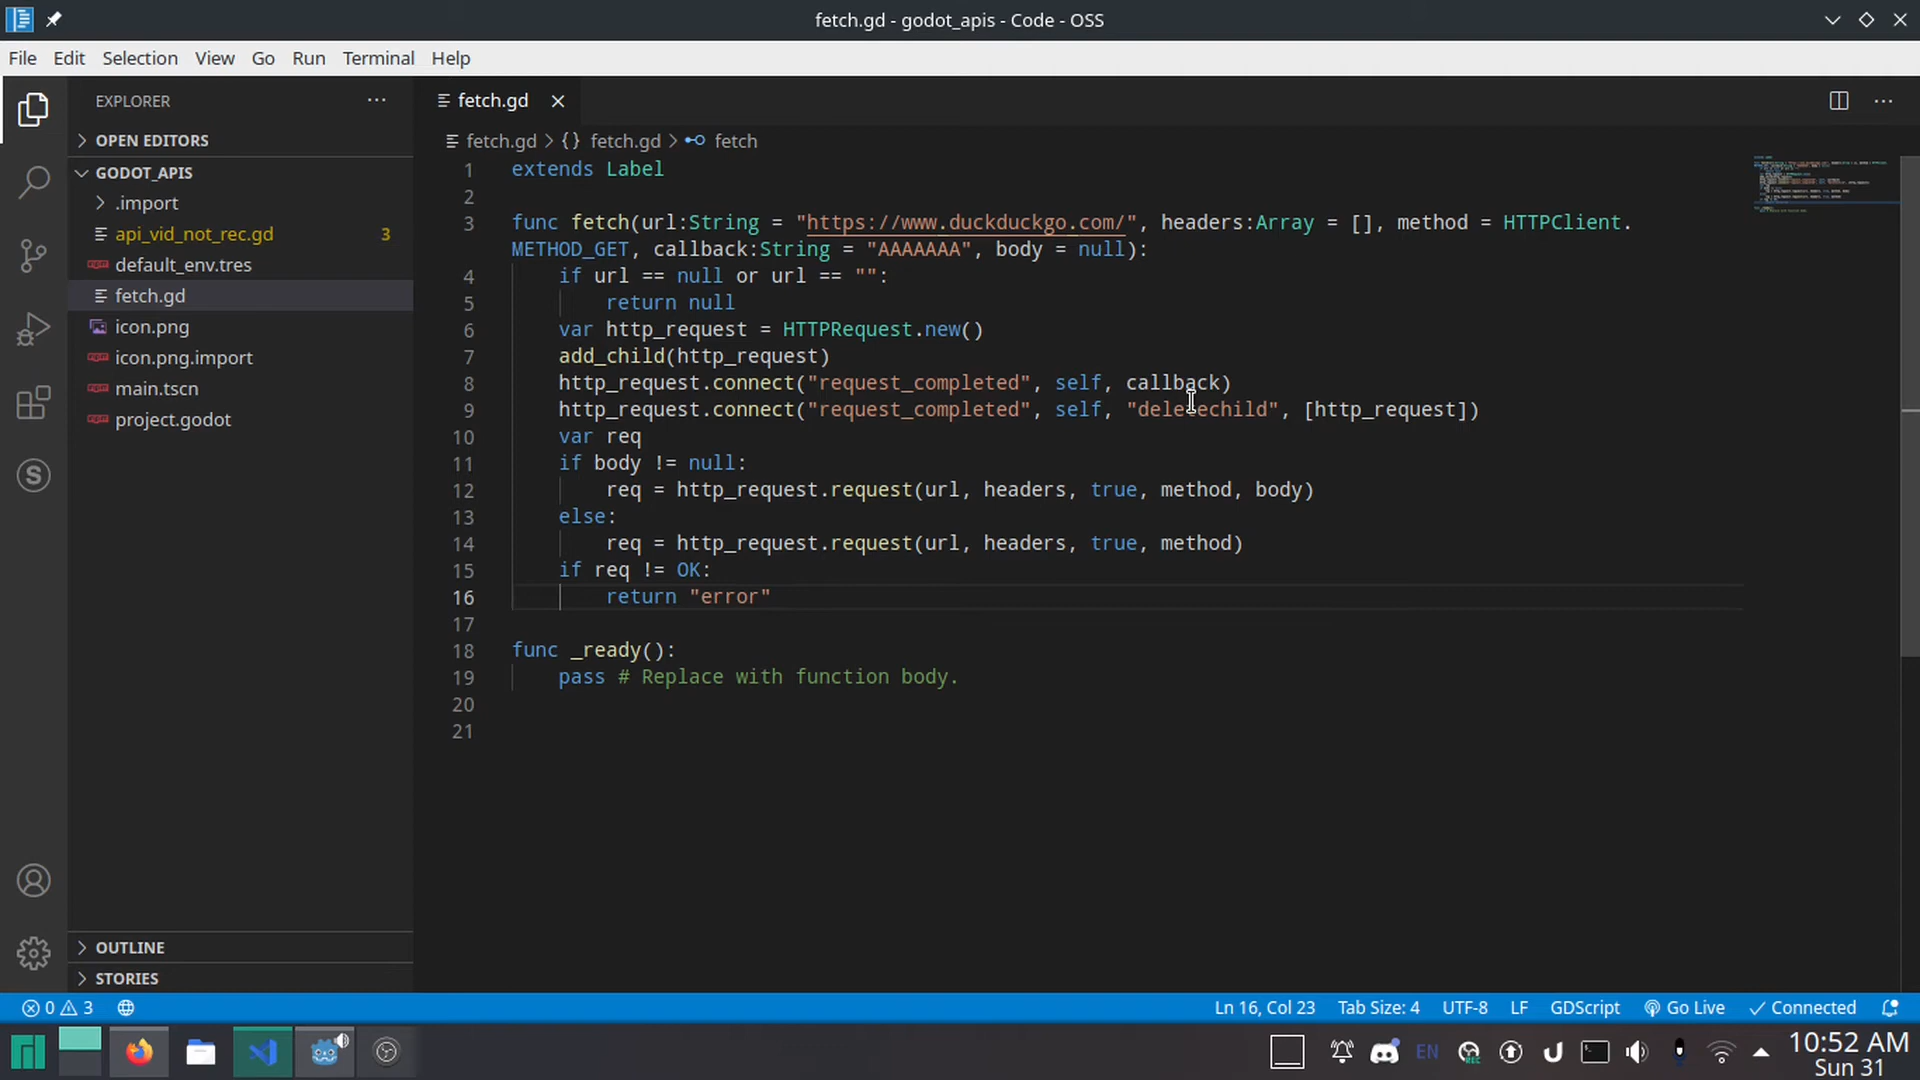 fetch.gd - godot_apis - Code - OSS
File Edit Selection View Go Run Terminal Help
EXPLORER
OPEN EDITORS
GODOT_APIS
.import
api_vid_not_rec.gd 3
default_env.tres
fetch.gd
icon.png
icon.png.import
main.tscn
project.godot
OUTLINE
STORIES
fetch.gd
fetch.gd > {} fetch.gd > fetch
1 extends Label
2
3 func fetch(url:String = "https://www.duckduckgo.com/", headers:Array = [], method = HTTPClient.
METHOD_GET, callback:String = "AAAAAAA", body = null):
4 if url == null or url == "":
5 return null
6 var http_request = HTTPRequest.new()
7 add_child(http_request)
8 http_request.connect("request_completed", self, callback)
9 http_request.connect("request_completed", self, "deletechild", [http_request])
10 var req
11 if body != null:
12 req = http_request.request(url, headers, true, method, body)
13 else:
14 req = http_request.request(url, headers, true, method)
15 if req != OK:
16 return "error"
17
18 func _ready():
19 pass # Replace with function body.
20
21
0 3 Ln 16, Col 23 Tab Size: 4 UTF-8 LF GDScript Go Live Connected
EN REC 10:52 AM
Sun 31